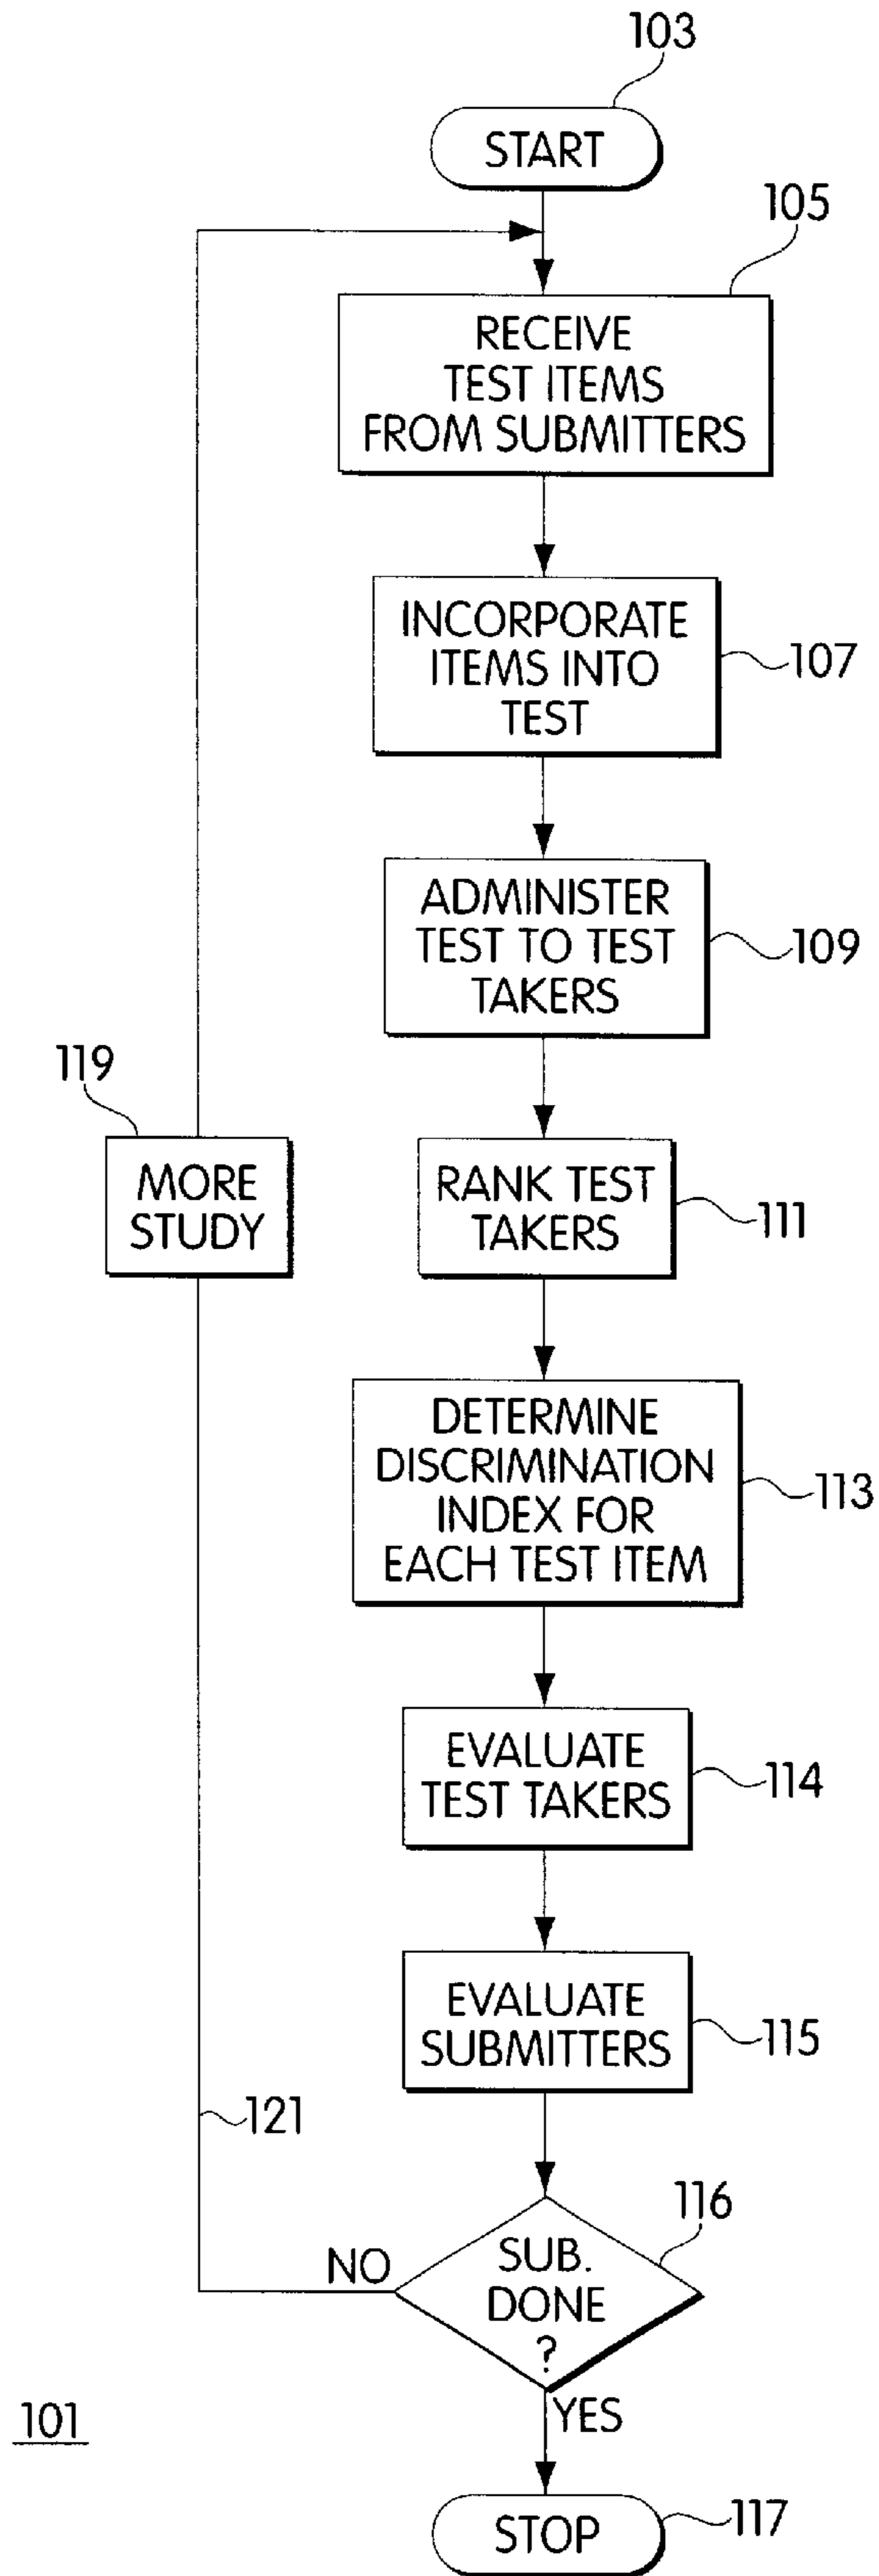 103
START
105
RECEIVE
TEST ITEMS
FROM SUBMITTERS
INCORPORATE
ITEMS INTO
TEST
107
ADMINISTER
TEST TO TEST
TAKERS
109
119
MORE
STUDY
RANK TEST
TAKERS
111
DETERMINE
DISCRIMINATION
INDEX FOR
EACH TEST ITEM
113
EVALUATE
TEST TAKERS
114
EVALUATE
SUBMITTERS
115
121
116
NO
SUB.
DONE
?
YES
101
STOP
117